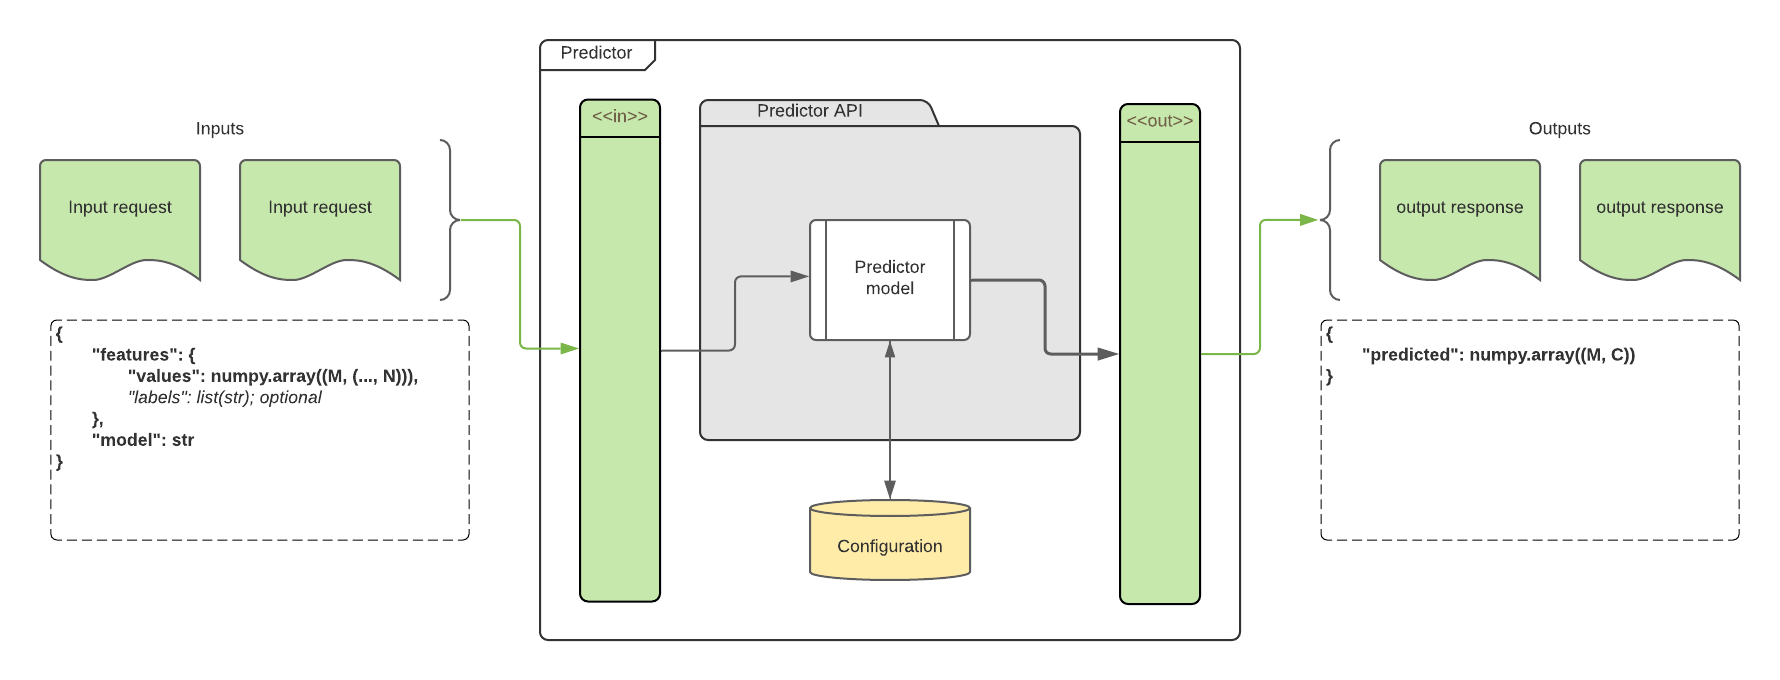 Predictor
Inputs
Input request
Input request
{
"features": {
"values": numpy.array((M, (..., N))),
"labels": list(str); optional
},
"model": str
}
<<in>>
Predictor API
Predictor
model
Configuration
<<out>>
Outputs
output response
output response
{
"predicted": numpy.array((M, C))
}